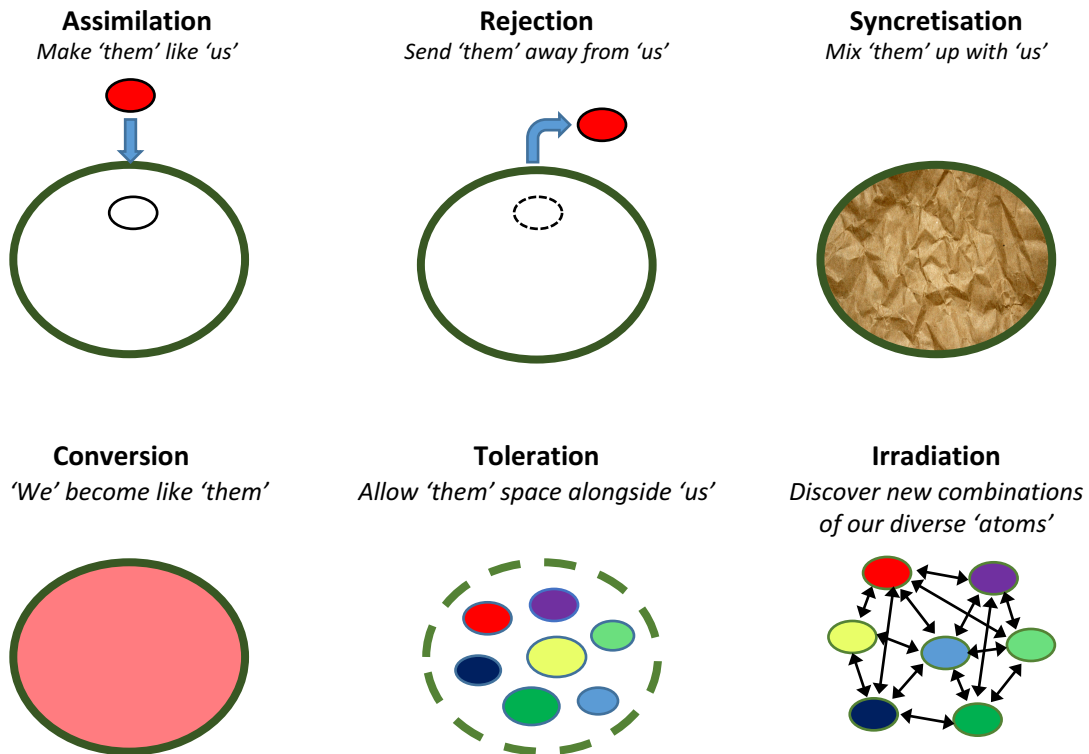 Assimilation
Make ‘them’ like ‘us’
Rejection
Send ‘them’ away from ‘us’
Syncretisation
Mix ‘them’ up with ‘us’
Conversion
‘We’ become like ‘them’
Toleration
Allow ‘them’ space alongside ‘us’
Irradiation
Discover new combinations
of our diverse ‘atoms’